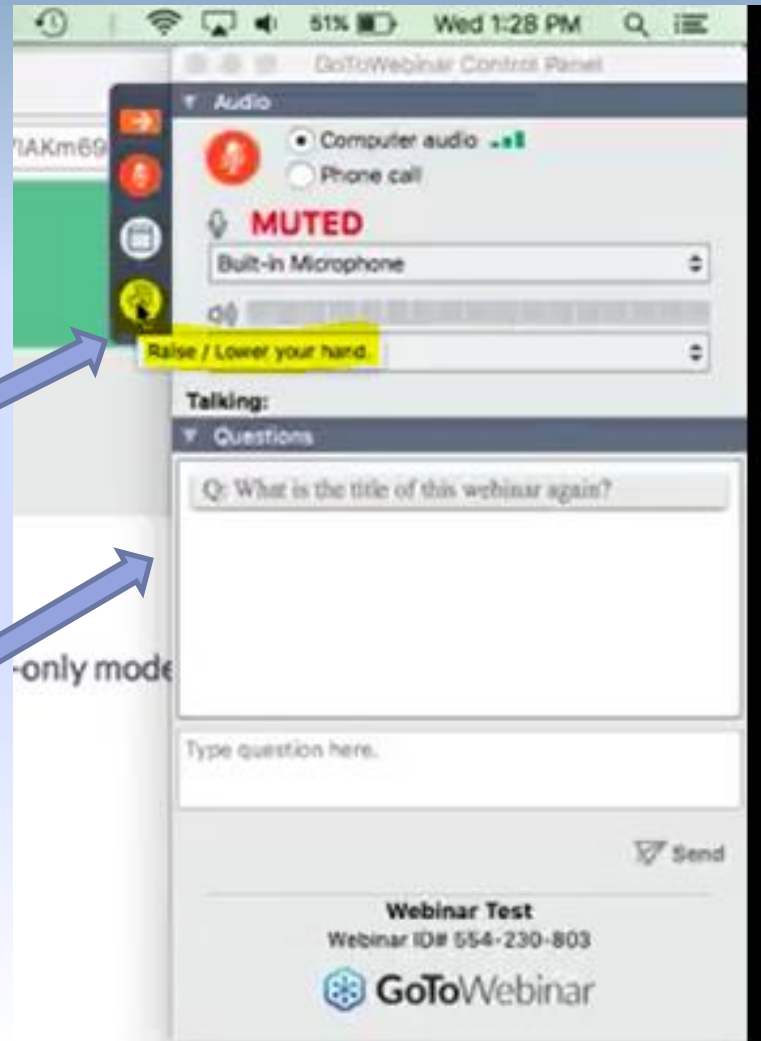 51% Wed 1:28 PM
GoToWebinar Control Panel
Audio
Computer audio
Phone call
MUTED
Built-in Microphone
Raise / Lower your hand.
Talking:
Questions
Q: What is the title of this webinar again?
-only mode
Type question here.
Send
Webinar Test
Webinar ID# 554-230-803
GoToWebinar